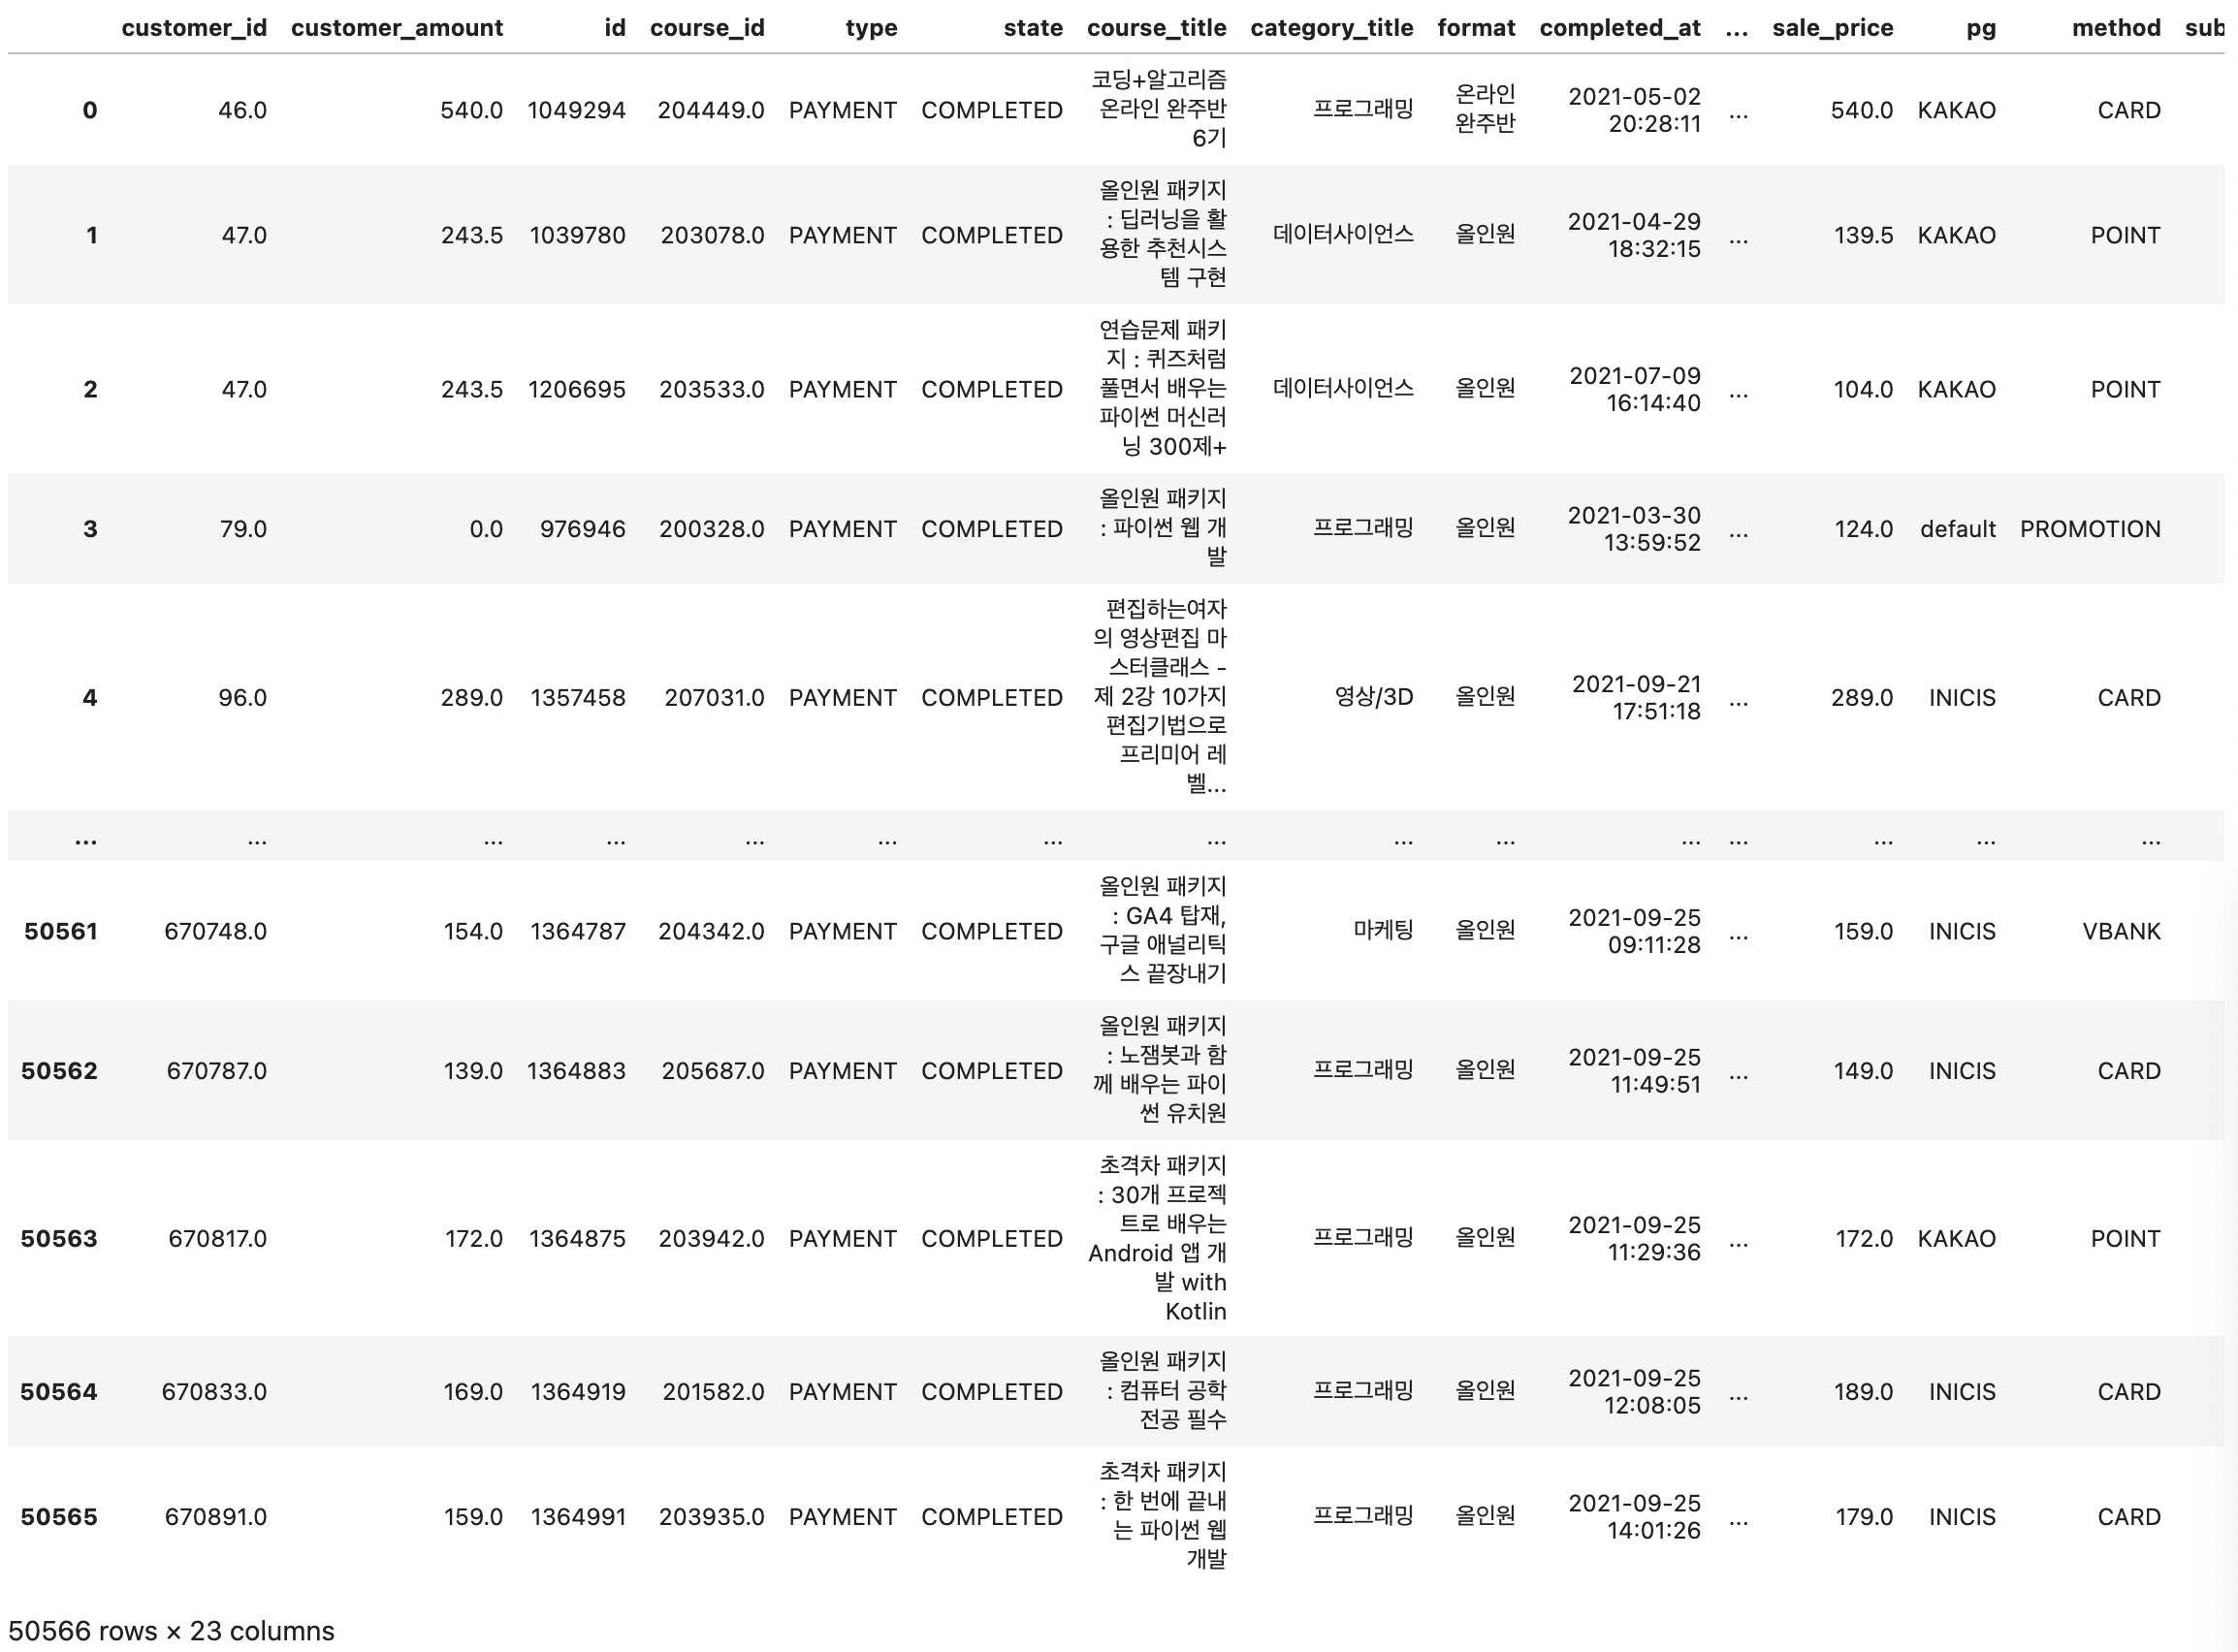 customer_id customer_amount id course_id type state course_title category_title format completed_at ... sale_price pg method sub
0 46.0 540.0 1049294 204449.0 PAYMENT COMPLETED 코딩+알고리즘 온라인 완주반 6기 프로그래밍 온라인 완주반 2021-05-02 20:28:11 ... 540.0 KAKAO CARD
1 47.0 243.5 1039780 203078.0 PAYMENT COMPLETED 올인원 패키지 : 딥러닝을 활용한 추천시스템 구현 데이터사이언스 올인원 2021-04-29 18:32:15 ... 139.5 KAKAO POINT
2 47.0 243.5 1206695 203533.0 PAYMENT COMPLETED 연습문제 패키지 : 퀴즈처럼 풀면서 배우는 파이썬 머신러닝 300제+ 데이터사이언스 올인원 2021-07-09 16:14:40 ... 104.0 KAKAO POINT
3 79.0 0.0 976946 200328.0 PAYMENT COMPLETED 올인원 패키지 : 파이썬 웹 개발 프로그래밍 올인원 2021-03-30 13:59:52 ... 124.0 default PROMOTION
4 96.0 289.0 1357458 207031.0 PAYMENT COMPLETED 편집하는여자의 영상편집 마스터클래스 - 제 2강 10가지 편집기법으로 프리미어 레벨... 영상/3D 올인원 2021-09-21 17:51:18 ... 289.0 INICIS CARD
... ... ... ... ... ... ... ... ... ... ... ... ... ... ...
50561 670748.0 154.0 1364787 204342.0 PAYMENT COMPLETED 올인원 패키지 : GA4 탑재, 구글 애널리틱스 끝장내기 마케팅 올인원 2021-09-25 09:11:28 ... 159.0 INICIS VBANK
50562 670787.0 139.0 1364883 205687.0 PAYMENT COMPLETED 올인원 패키지 : 노잼봇과 함께 배우는 파이썬 유치원 프로그래밍 올인원 2021-09-25 11:49:51 ... 149.0 INICIS CARD
50563 670817.0 172.0 1364875 203942.0 PAYMENT COMPLETED 초격차 패키지 : 30개 프로젝트로 배우는 Android 앱 개발 with Kotlin 프로그래밍 올인원 2021-09-25 11:29:36 ... 172.0 KAKAO POINT
50564 670833.0 169.0 1364919 201582.0 PAYMENT COMPLETED 올인원 패키지 : 컴퓨터 공학 전공 필수 프로그래밍 올인원 2021-09-25 12:08:05 ... 189.0 INICIS CARD
50565 670891.0 159.0 1364991 203935.0 PAYMENT COMPLETED 초격차 패키지 : 한 번에 끝내는 파이썬 웹 개발 프로그래밍 올인원 2021-09-25 14:01:26 ... 179.0 INICIS CARD
50566 rows × 23 columns